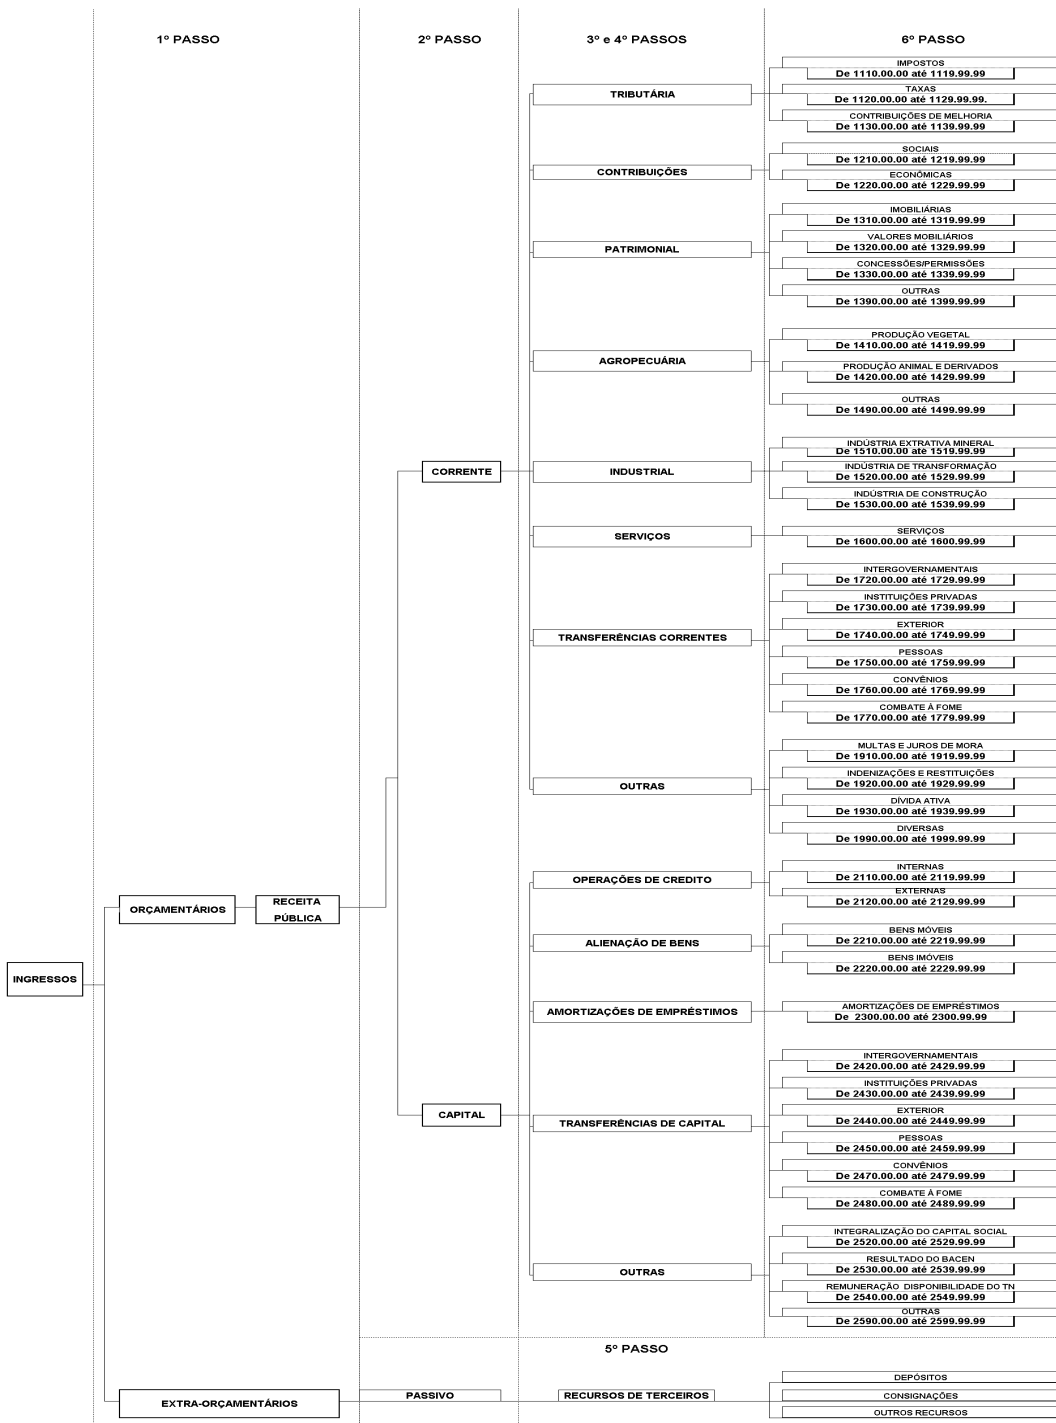 1º PASSO
2º PASSO
3º e 4º PASSOS
6º PASSO
INGRESSOS
ORÇAMENTÁRIOS
RECEITA
PÚBLICA
CORRENTE
TRIBUTÁRIA
IMPOSTOS
De 1110.00.00 até 1119.99.99
TAXAS
De 1120.00.00 até 1129.99.99.
CONTRIBUIÇÕES DE MELHORIA
De 1130.00.00 até 1139.99.99
CONTRIBUIÇÕES
SOCIAIS
De 1210.00.00 até 1219.99.99
ECONÔMICAS
De 1220.00.00 até 1229.99.99
PATRIMONIAL
IMOBILIÁRIAS
De 1310.00.00 até 1319.99.99
VALORES MOBILIÁRIOS
De 1320.00.00 até 1329.99.99
CONCESSÕES/PERMISSÕES
De 1330.00.00 até 1339.99.99
OUTRAS
De 1390.00.00 até 1399.99.99
AGROPECUÁRIA
PRODUÇÃO VEGETAL
De 1410.00.00 até 1419.99.99
PRODUÇÃO ANIMAL E DERIVADOS
De 1420.00.00 até 1429.99.99
OUTRAS
De 1490.00.00 até 1499.99.99
INDUSTRIAL
INDÚSTRIA EXTRATIVA MINERAL
De 1510.00.00 até 1519.99.99
INDÚSTRIA DE TRANSFORMAÇÃO
De 1520.00.00 até 1529.99.99
INDÚSTRIA DE CONSTRUÇÃO
De 1530.00.00 até 1539.99.99
SERVIÇOS
SERVIÇOS
De 1600.00.00 até 1600.99.99
TRANSFERÊNCIAS CORRENTES
INTERGOVERNAMENTAIS
De 1720.00.00 até 1729.99.99
INSTITUIÇÕES PRIVADAS
De 1730.00.00 até 1739.99.99
EXTERIOR
De 1740.00.00 até 1749.99.99
PESSOAS
De 1750.00.00 até 1759.99.99
CONVÊNIOS
De 1760.00.00 até 1769.99.99
COMBATE À FOME
De 1770.00.00 até 1779.99.99
OUTRAS
MULTAS E JUROS DE MORA
De 1910.00.00 até 1919.99.99
INDENIZAÇÕES E RESTITUIÇÕES
De 1920.00.00 até 1929.99.99
DÍVIDA ATIVA
De 1930.00.00 até 1939.99.99
DIVERSAS
De 1990.00.00 até 1999.99.99
CAPITAL
OPERAÇÕES DE CREDITO
INTERNAS
De 2110.00.00 até 2119.99.99
EXTERNAS
De 2120.00.00 até 2129.99.99
ALIENAÇÃO DE BENS
BENS MÓVEIS
De 2210.00.00 até 2219.99.99
BENS IMÓVEIS
De 2220.00.00 até 2229.99.99
AMORTIZAÇÕES DE EMPRÉSTIMOS
AMORTIZAÇÕES DE EMPRÉSTIMOS
De 2300.00.00 até 2300.99.99
TRANSFERÊNCIAS DE CAPITAL
INTERGOVERNAMENTAIS
De 2420.00.00 até 2429.99.99
INSTITUIÇÕES PRIVADAS
De 2430.00.00 até 2439.99.99
EXTERIOR
De 2440.00.00 até 2449.99.99
PESSOAS
De 2450.00.00 até 2459.99.99
CONVÊNIOS
De 2470.00.00 até 2479.99.99
COMBATE À FOME
De 2480.00.00 até 2489.99.99
OUTRAS
INTEGRALIZAÇÃO DO CAPITAL SOCIAL
De 2520.00.00 até 2529.99.99
RESULTADO DO BACEN
De 2530.00.00 até 2539.99.99
REMUNERAÇÃO DISPONIBILIDADE DO TN
De 2540.00.00 até 2549.99.99
OUTRAS
De 2590.00.00 até 2599.99.99
5º PASSO
EXTRA-ORÇAMENTÁRIOS
PASSIVO
RECURSOS DE TERCEIROS
DEPÓSITOS
CONSIGNAÇÕES
OUTROS RECURSOS